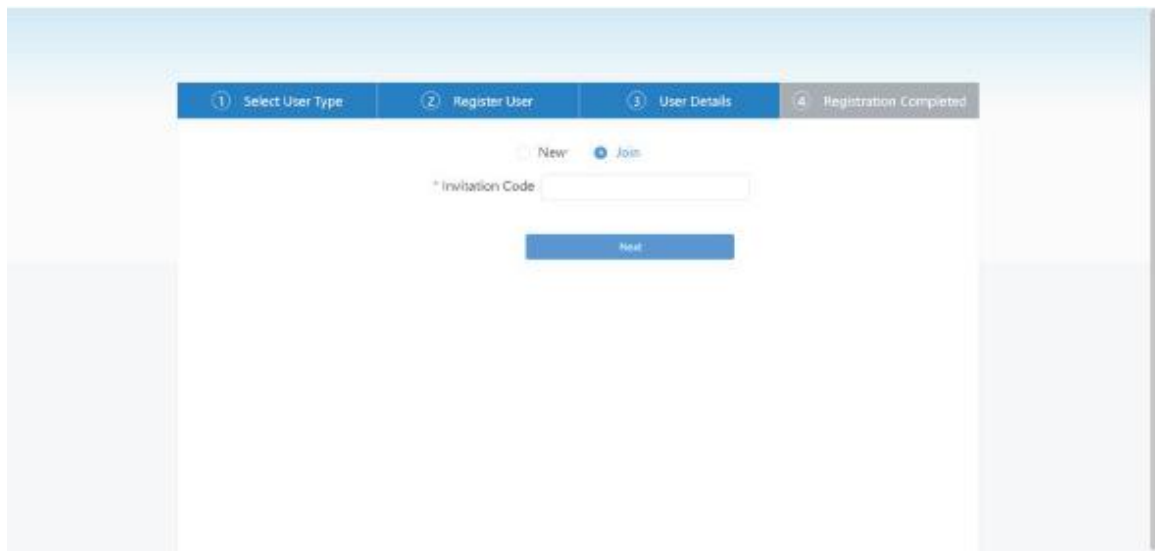 1 Select User Type 2 Register User 3 User Details 4 Registration Completed
New Join
* Invitation Code
Next